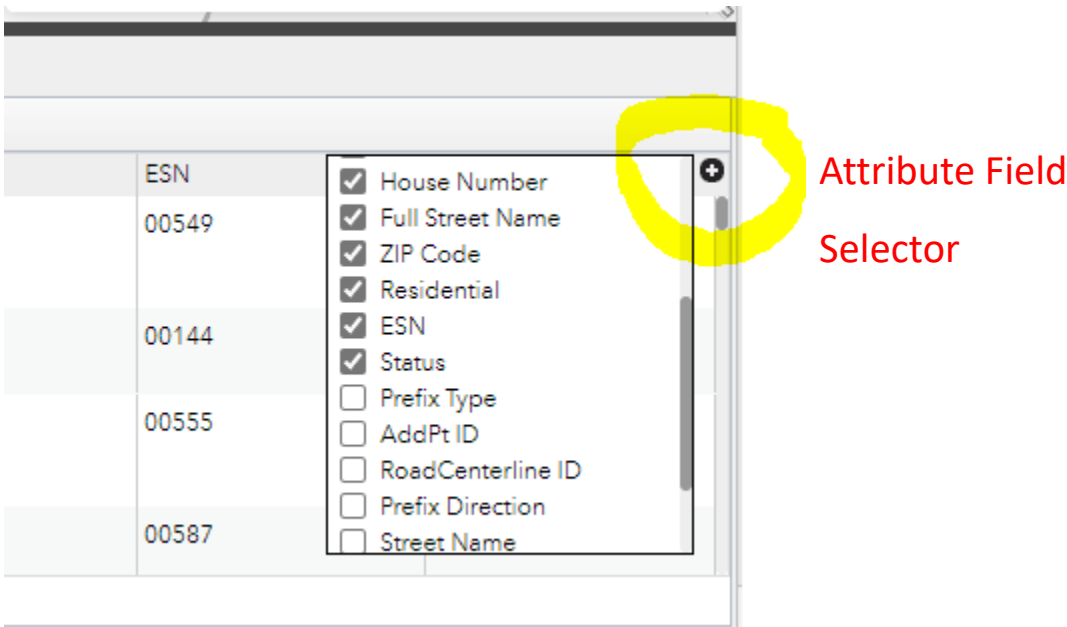 ESN
00549
00144
00555
00587
House Number
Full Street Name
ZIP Code
Residential
ESN
Status
Prefix Type
AddPt ID
RoadCenterline ID
Prefix Direction
Street Name
Attribute Field
Selector